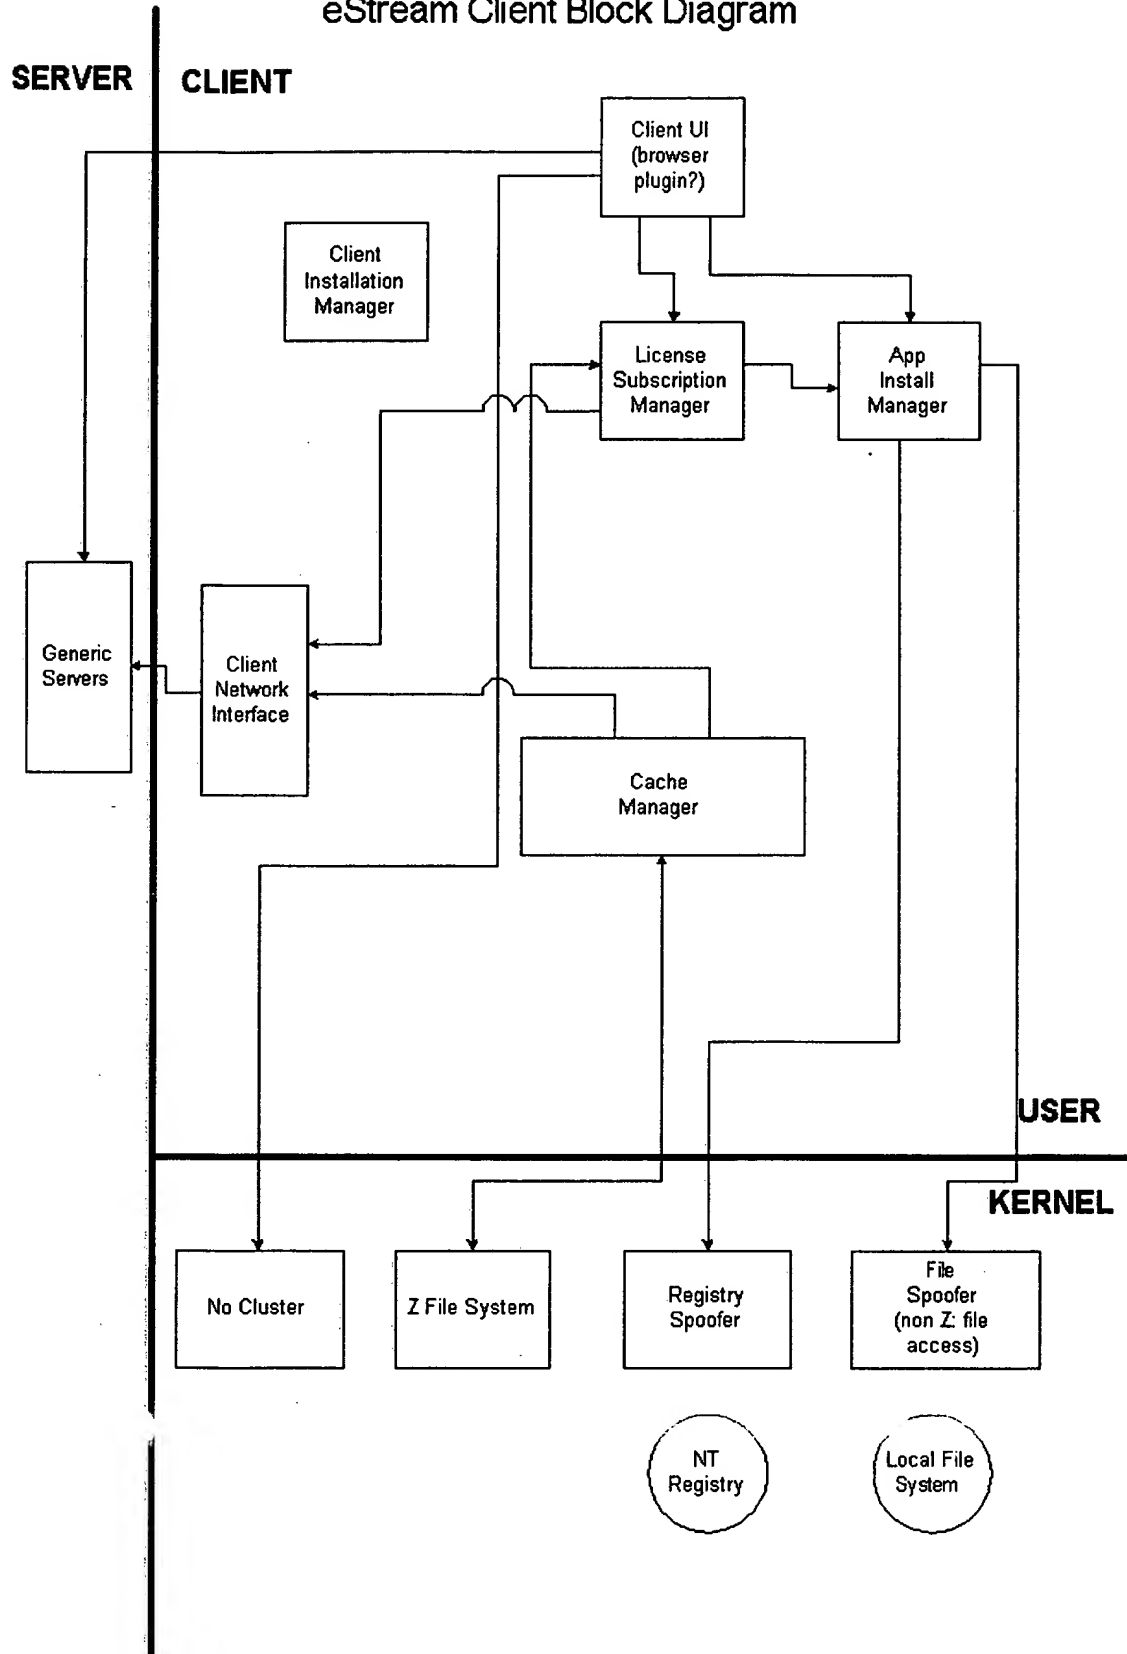 eStream Client Block Diagram
SERVER
CLIENT
Client UI
(browser
plugin?)
Client
Installation
Manager
License
Subscription
Manager
App
Install
Manager
Generic
Servers
Client
Network
Interface
Cache
Manager
USER
KERNEL
No Cluster
Z File System
Registry
Spoofer
File
Spoofer
(non Z: file
access)
NT
Registry
Local File
System